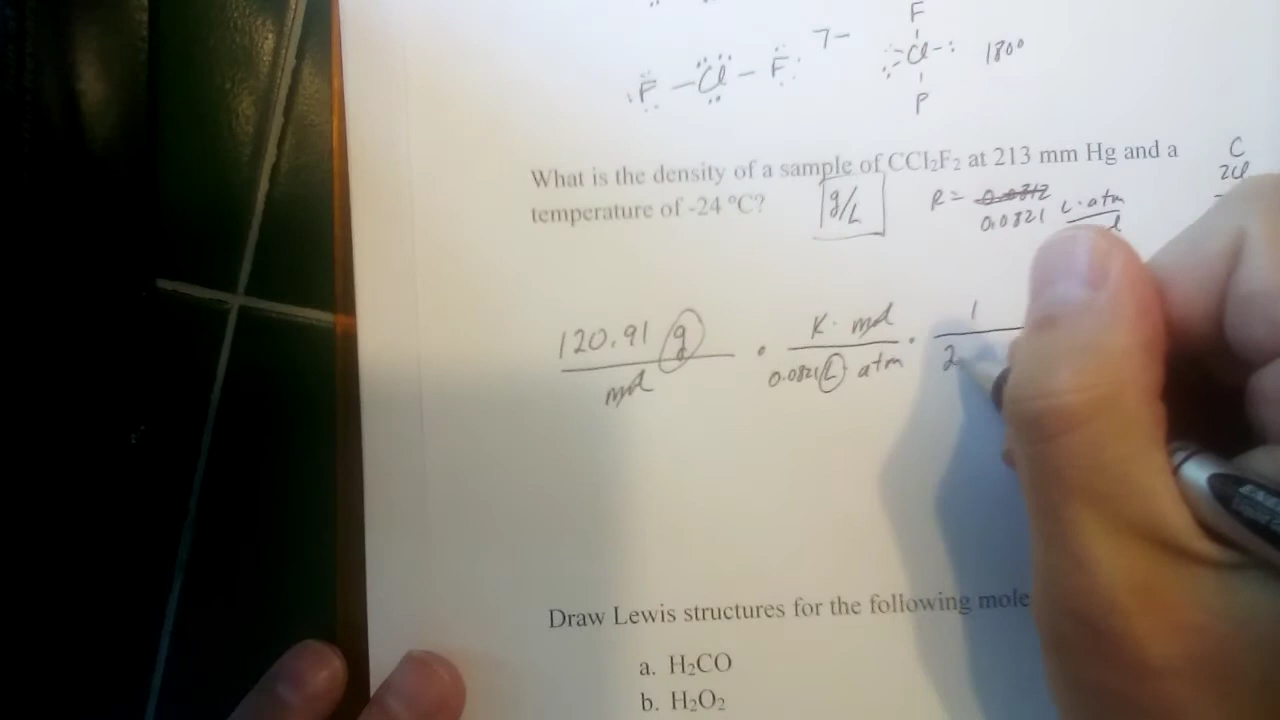 F
F - Cl - F 7-
Cl 180°
P
What is the density of a sample of CCl₂F₂ at 213 mm Hg and a
temperature of -24 °C?
g/L
R = 0.0812
0.0821 L·atm
C
2Cl
120.91 g
mol
K · mol
0.0821 L atm
1
2
Draw Lewis structures for the following mole
a. H₂CO
b. H₂O₂